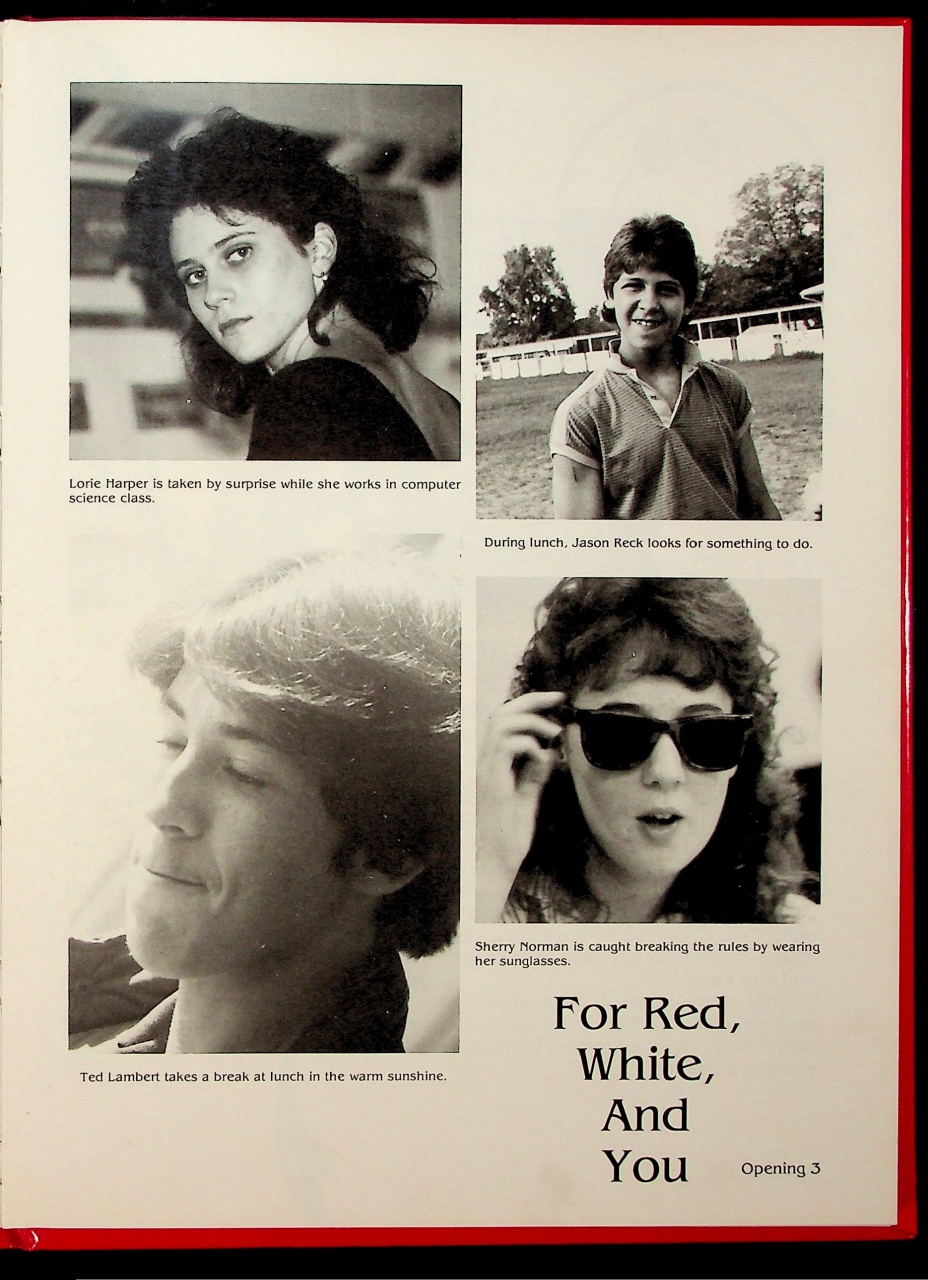 Lorie Harper is taken by surprise while she works in computer
science class.
During lunch, Jason Reck looks for something to do.
Ted Lambert takes a break at lunch in the warm sunshine.
Sherry Norman is caught breaking the rules by wearing
her sunglasses.
For Red,
White,
And
You
Opening 3